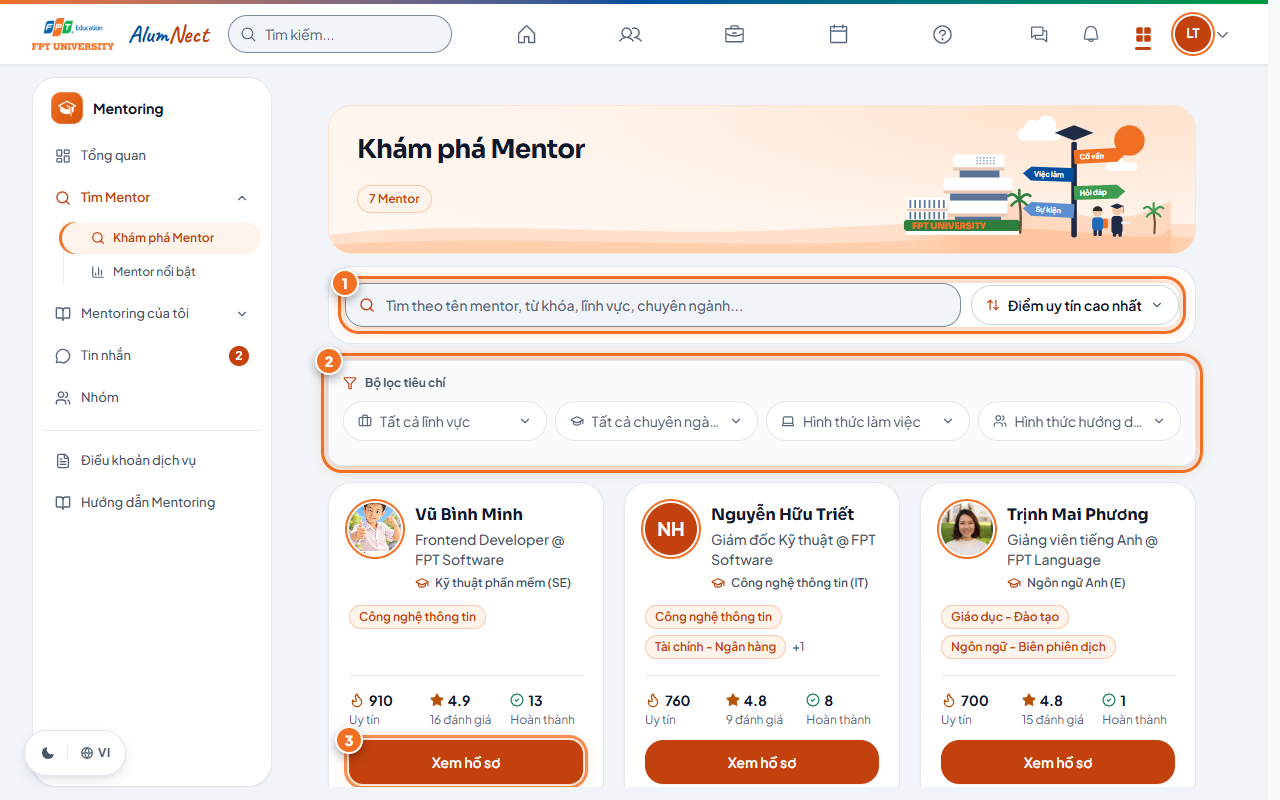 FPT Education
FPT UNIVERSITY
AlumNect
Tìm kiếm...
LT
Mentoring
Tổng quan
Tìm Mentor
Khám phá Mentor
Mentor nổi bật
Mentoring của tôi
Tin nhắn
2
Nhóm
Điều khoản dịch vụ
Hướng dẫn Mentoring
VI
Khám phá Mentor
7 Mentor
Cố vấn
Việc làm
Hỏi đáp
Sự kiện
FPT UNIVERSITY
1
Tìm theo tên mentor, từ khóa, lĩnh vực, chuyên ngành...
Điểm uy tín cao nhất
2
Bộ lọc tiêu chí
Tất cả lĩnh vực
Tất cả chuyên ngà...
Hình thức làm việc
Hình thức hướng d...
Vũ Bình Minh
Frontend Developer @
FPT Software
Kỹ thuật phần mềm (SE)
Công nghệ thông tin
910
4.9
13
Uy tín
16 đánh giá
Hoàn thành
3
Xem hồ sơ
NH
Nguyễn Hữu Triết
Giám đốc Kỹ thuật @ FPT
Software
Công nghệ thông tin (IT)
Công nghệ thông tin
Tài chính - Ngân hàng
+1
760
4.8
8
Uy tín
9 đánh giá
Hoàn thành
Xem hồ sơ
Trịnh Mai Phương
Giảng viên tiếng Anh @
FPT Language
Ngôn ngữ Anh (E)
Giáo dục - Đào tạo
Ngôn ngữ - Biên phiên dịch
700
4.8
1
Uy tín
15 đánh giá
Hoàn thành
Xem hồ sơ